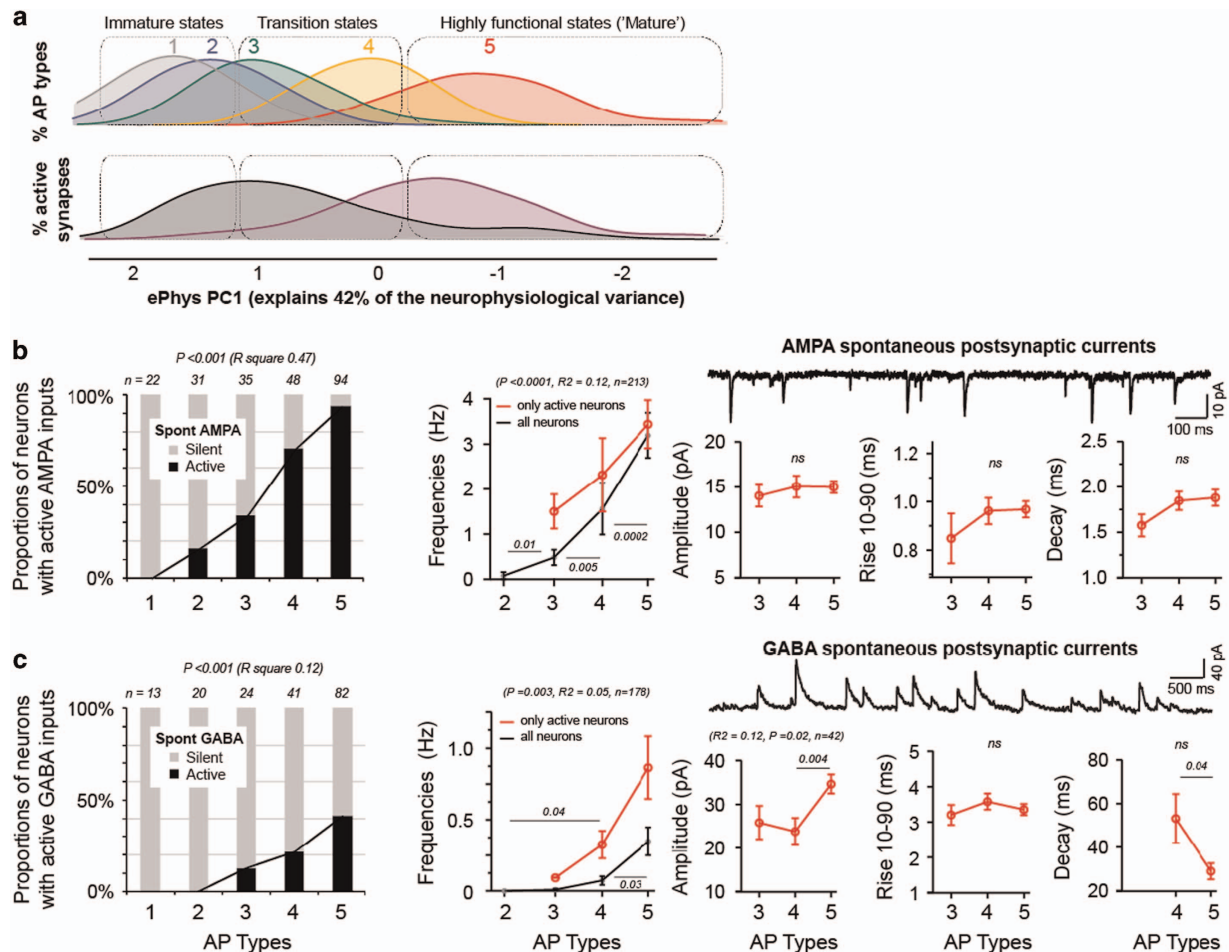 a
Immature states
Transition states
Highly functional states ('Mature')
1
2
3
4
5
% AP types
% active
synapses
2
1
0
-1
-2
ePhys PC1 (explains 42% of the neurophysiological variance)
b
P <0.001 (R square 0.47)
n = 22 31 35 48 94
100%
50%
0%
Spont AMPA
Silent
Active
Proportions of neurons
with active AMPA inputs
1 2 3 4 5
(P <0.0001, R2 = 0.12, n=213)
only active neurons
all neurons
Frequencies (Hz)
4
3
2
1
0
0.01
0.005
0.0002
2 3 4 5
AMPA spontaneous postsynaptic currents
10 pA
100 ms
Amplitude (pA)
20
15
10
5
ns
3 4 5
Rise 10-90 (ms)
1.2
1.0
0.8
ns
3 4 5
Decay (ms)
2.5
2.0
1.5
1.0
ns
3 4 5
c
P <0.001 (R square 0.12)
n = 13 20 24 41 82
100%
50%
0%
Spont GABA
Silent
Active
Proportions of neurons
with active GABA inputs
1 2 3 4 5
AP Types
(P =0.003, R2 = 0.05, n=178)
only active neurons
all neurons
Frequencies (Hz)
1.0
0.5
0
0.04
0.03
2 3 4 5
AP Types
GABA spontaneous postsynaptic currents
40 pA
500 ms
(R2 = 0.12, P =0.02, n=42)
Amplitude (pA)
40
30
20
10
0.004
3 4 5
AP Types
Rise 10-90 (ms)
5
4
3
2
1
ns
3 4 5
AP Types
Decay (ms)
80
60
40
20
ns
0.04
4 5
AP Types